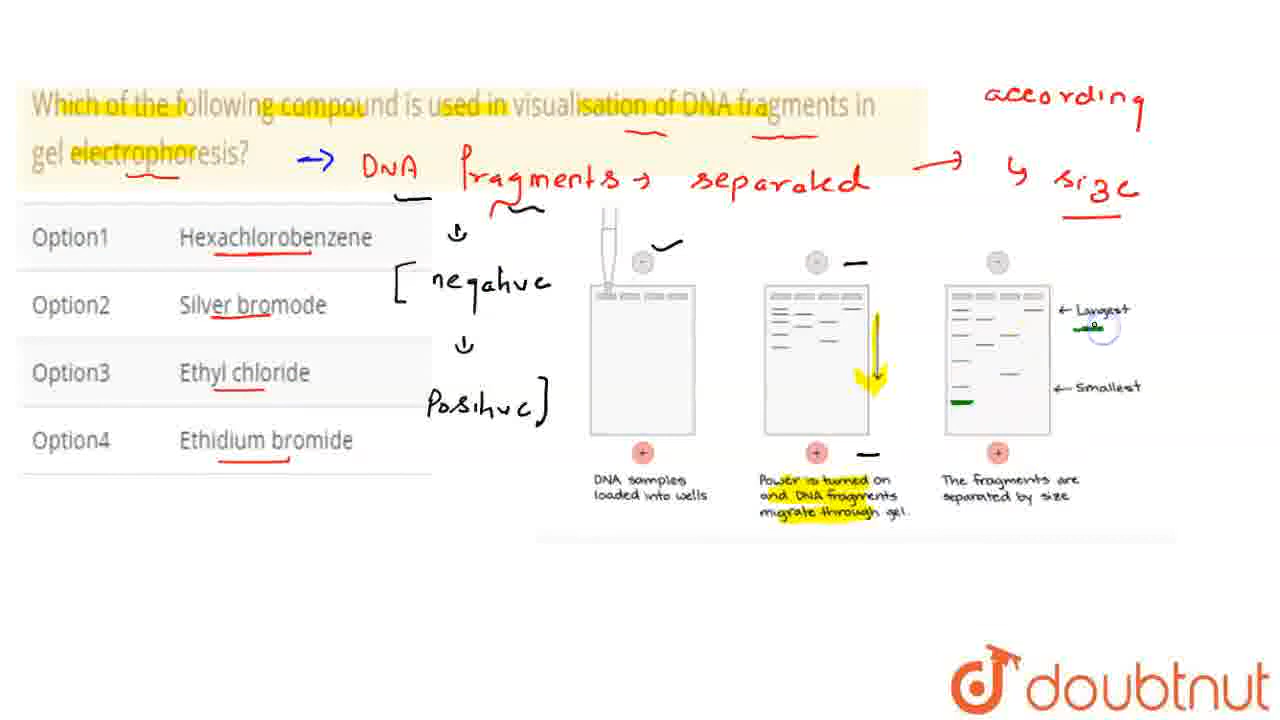 Which of the following compound is used in visualisation of DNA fragments in
gel electrophoresis?
according
→ DNA fragments → separated → ↳ size
Option1 Hexachlorobenzene
Option2 Silver bromode
Option3 Ethyl chloride
Option4 Ethidium bromide
[ negative
positive ]
−
−
−
← Largest
← Smallest
+
+
+
DNA samples
loaded into wells
Power is turned on
and DNA fragments
migrate through gel.
The fragments are
separated by size
doubtnut